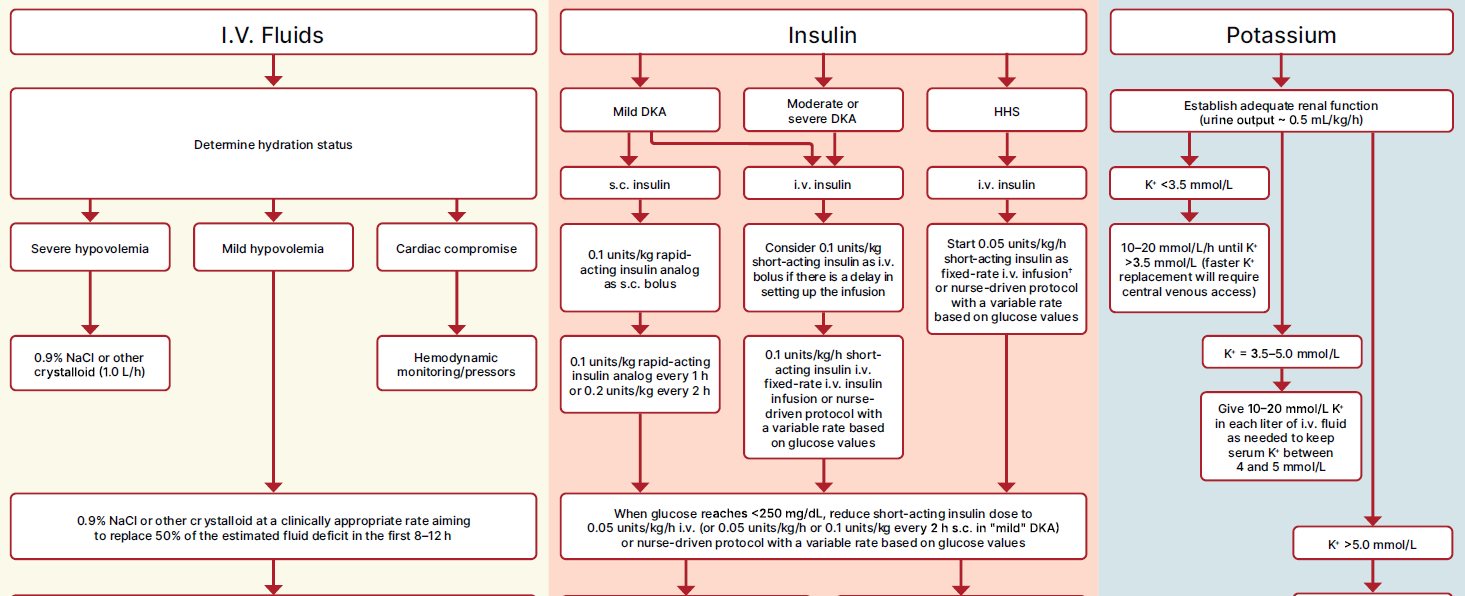 I.V. Fluids
Determine hydration status
Severe hypovolemia
Mild hypovolemia
Cardiac compromise
0.9% NaCl or other
crystalloid (1.0 L/h)
Hemodynamic
monitoring/pressors
0.9% NaCl or other crystalloid at a clinically appropriate rate aiming
to replace 50% of the estimated fluid deficit in the first 8–12 h
Insulin
Mild DKA
Moderate or
severe DKA
HHS
s.c. insulin
i.v. insulin
i.v. insulin
0.1 units/kg rapid-
acting insulin analog
as s.c. bolus
Consider 0.1 units/kg
short-acting insulin as i.v.
bolus if there is a delay in
setting up the infusion
Start 0.05 units/kg/h
short-acting insulin as
fixed-rate i.v. infusion†
or nurse-driven protocol
with a variable rate
based on glucose values
0.1 units/kg rapid-acting
insulin analog every 1 h
or 0.2 units/kg every 2 h
0.1 units/kg/h short-
acting insulin i.v.
fixed-rate i.v. insulin
infusion or nurse-
driven protocol with
a variable rate based
on glucose values
When glucose reaches <250 mg/dL, reduce short-acting insulin dose to
0.05 units/kg/h i.v. (or 0.05 units/kg/h or 0.1 units/kg every 2 h s.c. in "mild" DKA)
or nurse-driven protocol with a variable rate based on glucose values
Potassium
Establish adequate renal function
(urine output ~ 0.5 mL/kg/h)
K⁺ <3.5 mmol/L
10–20 mmol/L/h until K⁺
>3.5 mmol/L (faster K⁺
replacement will require
central venous access)
K⁺ = 3.5–5.0 mmol/L
Give 10–20 mmol/L K⁺
in each liter of i.v. fluid
as needed to keep
serum K⁺ between
4 and 5 mmol/L
K⁺ >5.0 mmol/L